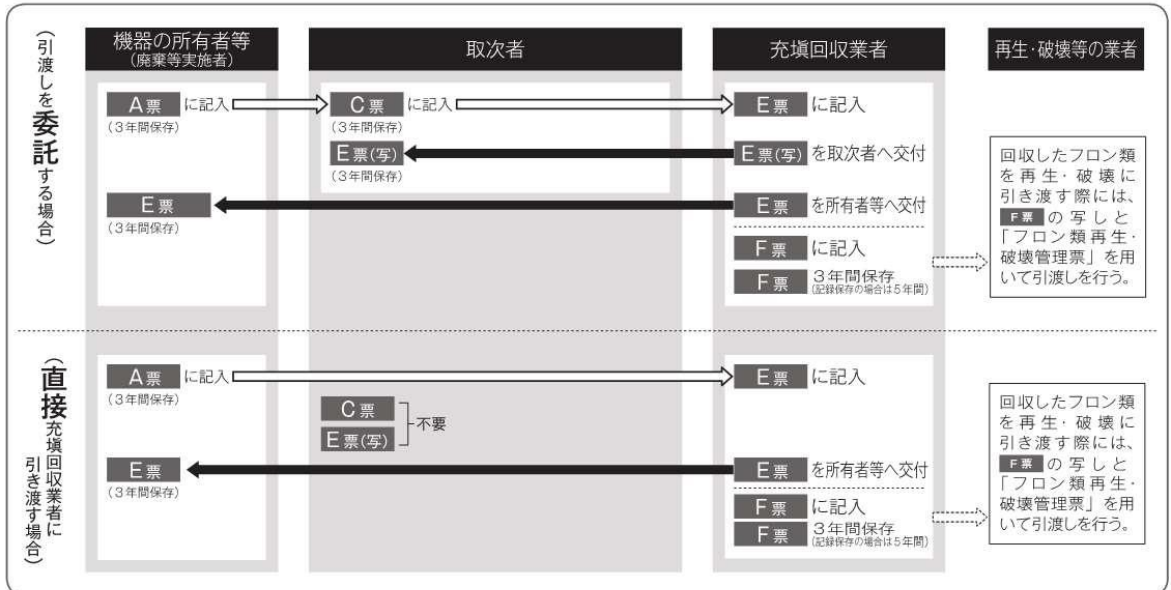 機器の所有者等
(廃棄等実施者)
取次者
充塡回収業者
再生・破壊等の業者
(引渡しを委託する場合)
A票 に記入
(3年間保存)
C票 に記入
(3年間保存)
E票 に記入
E票(写)
(3年間保存)
E票(写) を取次者へ交付
E票
(3年間保存)
E票 を所有者等へ交付
F票 に記入
F票 3年間保存
(記録保存の場合は5年間)
回収したフロン類
を再生・破壊に
引き渡す際には、
F票 の写しと
「フロン類再生・
破壊管理票」を用
いて引渡しを行う。
(直接充塡回収業者に
引き渡す場合)
A票 に記入
(3年間保存)
E票 に記入
C票
E票(写)
不要
E票
(3年間保存)
E票 を所有者等へ交付
F票 に記入
F票 3年間保存
(記録保存の場合は5年間)
回収したフロン類
を再生・破壊に
引き渡す際には、
F票 の写しと
「フロン類再生・
破壊管理票」を用
いて引渡しを行う。